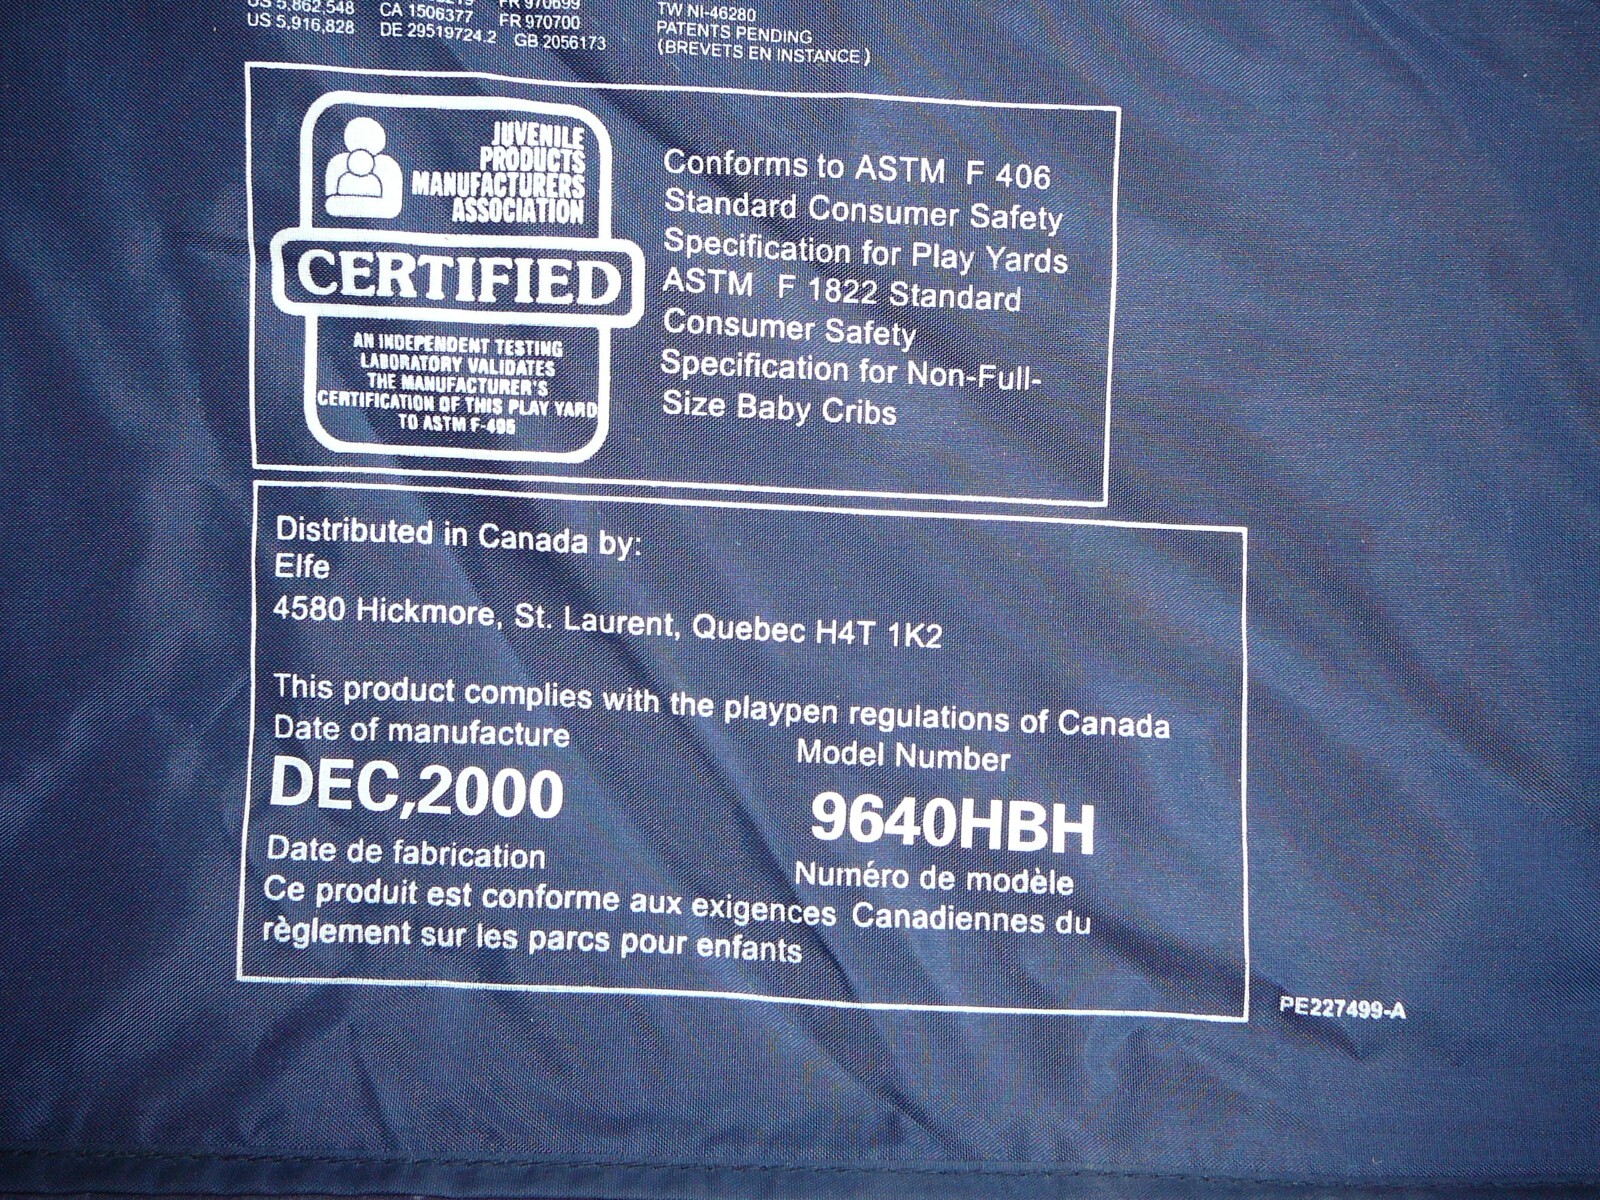 US 5,862,548 CA 1506377 FR 970699
US 5,916,828 DE 29519724.2 FR 970700
GB 2056173
TW NI-46280
PATENTS PENDING
(BREVETS EN INSTANCE)
JUVENILE
PRODUCTS
MANUFACTURERS
ASSOCIATION
CERTIFIED
AN INDEPENDENT TESTING
LABORATORY VALIDATES
THE MANUFACTURER'S
CERTIFICATION OF THIS PLAY YARD
TO ASTM F-406
Conforms to ASTM F 406
Standard Consumer Safety
Specification for Play Yards
ASTM F 1822 Standard
Consumer Safety
Specification for Non-Full-
Size Baby Cribs
Distributed in Canada by:
Elfe
4580 Hickmore, St. Laurent, Quebec H4T 1K2
This product complies with the playpen regulations of Canada
Date of manufacture
Model Number
DEC,2000
9640HBH
Date de fabrication
Numéro de modèle
Ce produit est conforme aux exigences Canadiennes du
règlement sur les parcs pour enfants
PE227499-A